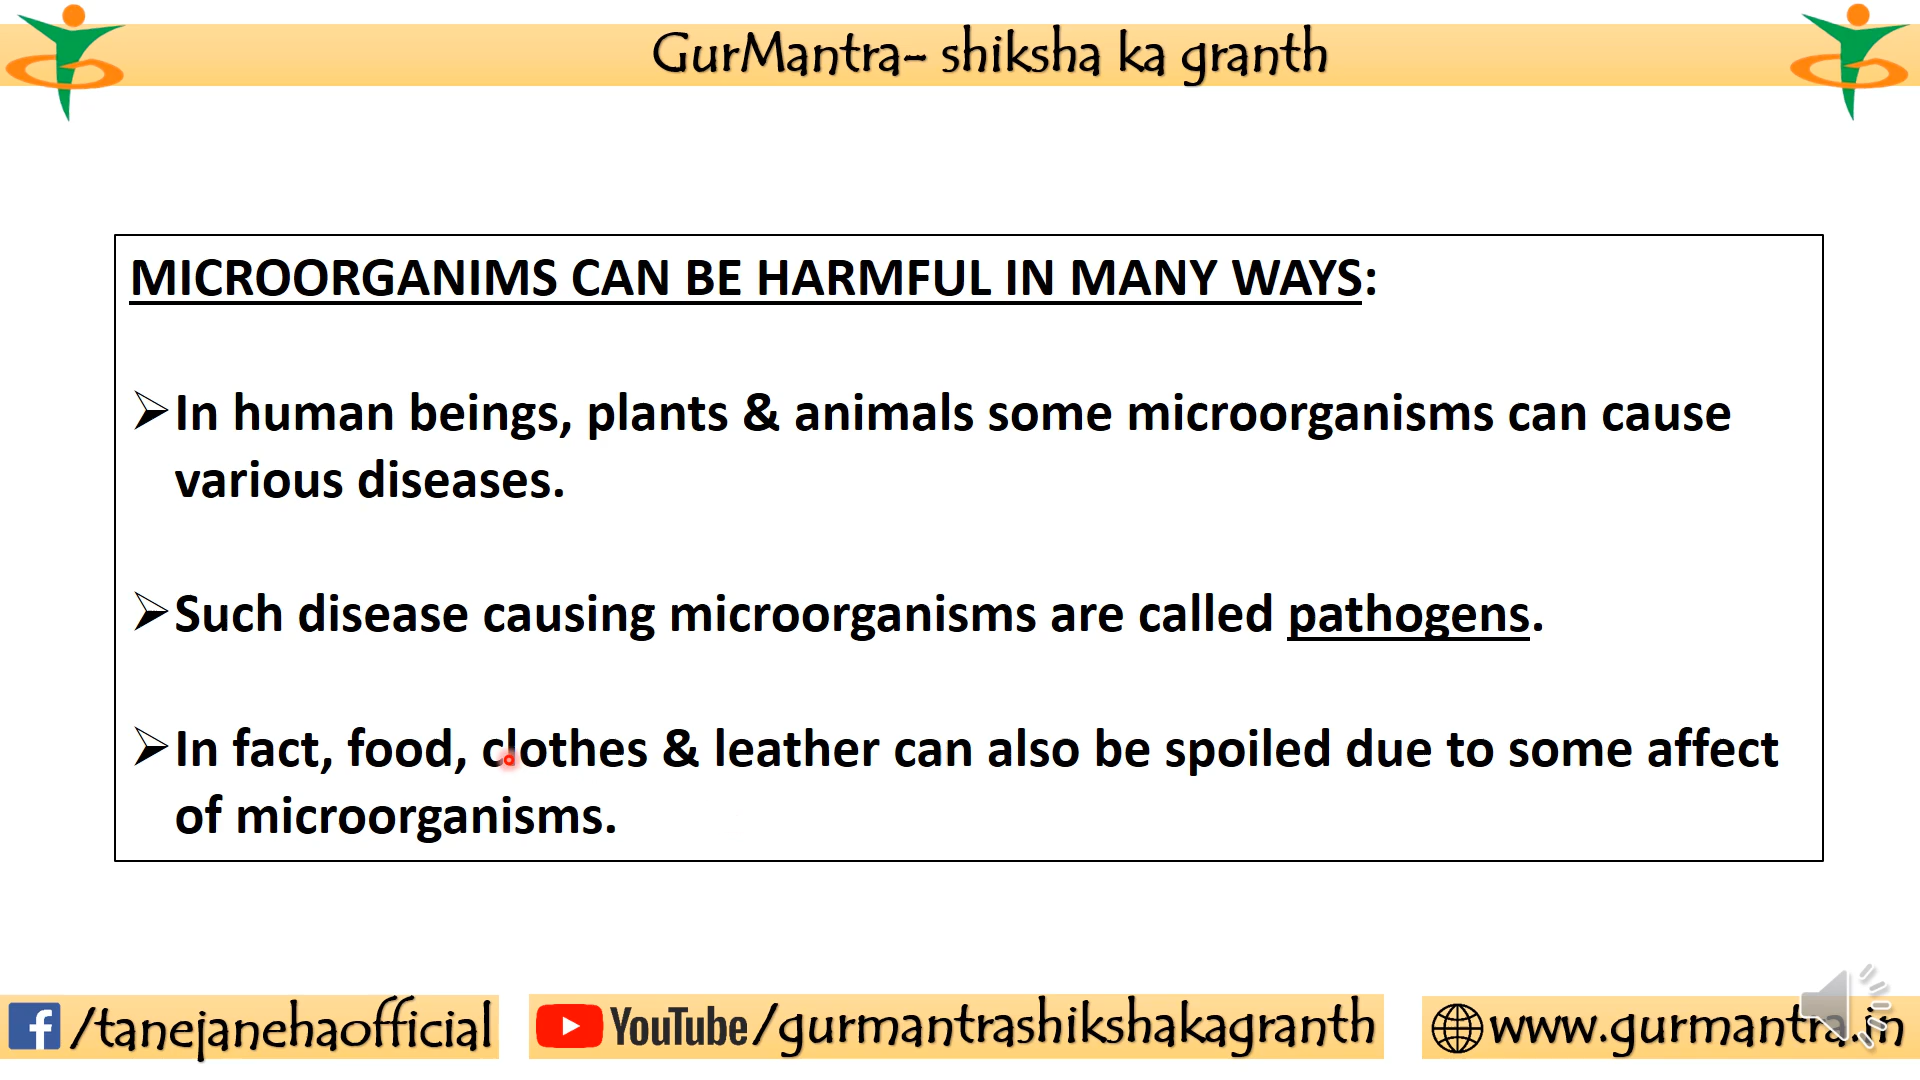 GurMantra- shiksha ka granth
MICROORGANIMS CAN BE HARMFUL IN MANY WAYS:
➢In human beings, plants & animals some microorganisms can cause
various diseases.
➢Such disease causing microorganisms are called pathogens.
➢In fact, food, clothes & leather can also be spoiled due to some affect
of microorganisms.
/tanejanehaofficial
YouTube/gurmantrashikshakagranth
www.gurmantra.in